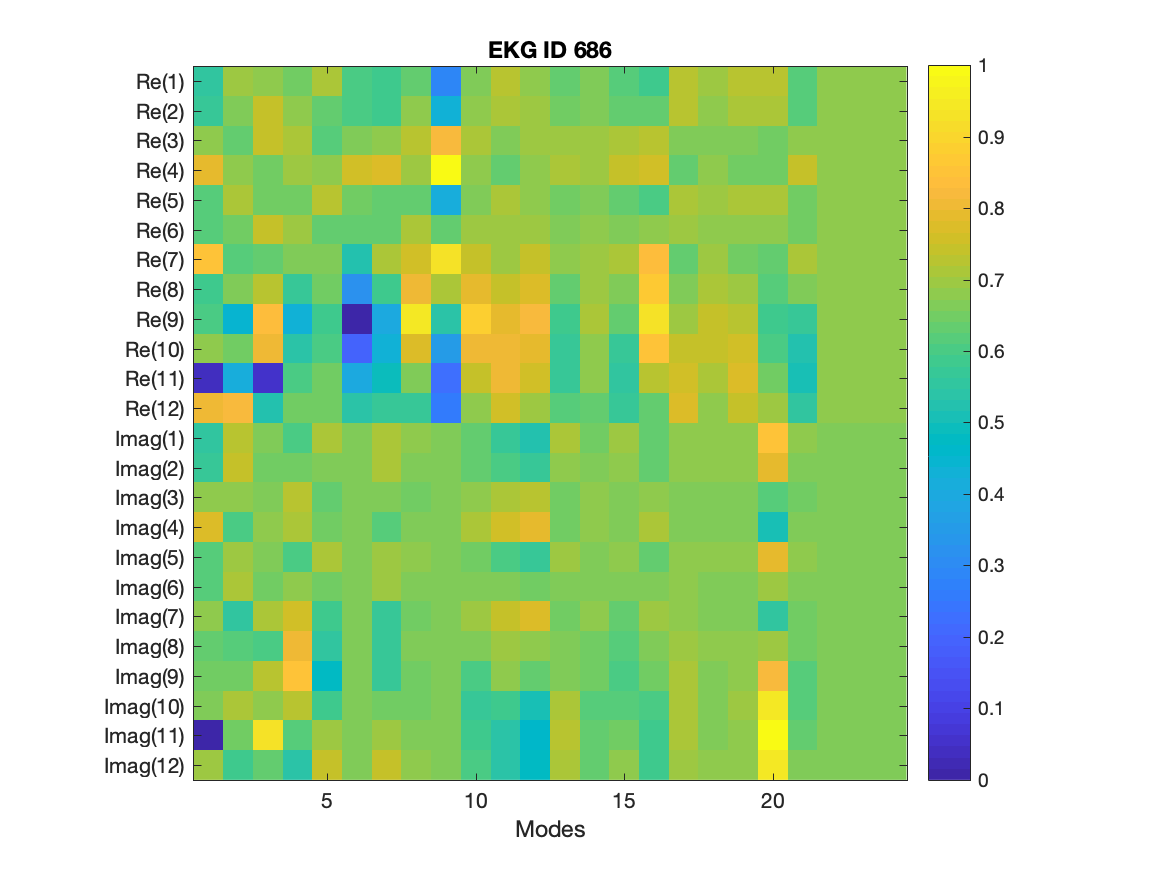 EKG ID 686
Re(1)
Re(2)
Re(3)
Re(4)
Re(5)
Re(6)
Re(7)
Re(8)
Re(9)
Re(10)
Re(11)
Re(12)
Imag(1)
Imag(2)
Imag(3)
Imag(4)
Imag(5)
Imag(6)
Imag(7)
Imag(8)
Imag(9)
Imag(10)
Imag(11)
Imag(12)
5 10 15 20
Modes
1
0.9
0.8
0.7
0.6
0.5
0.4
0.3
0.2
0.1
0